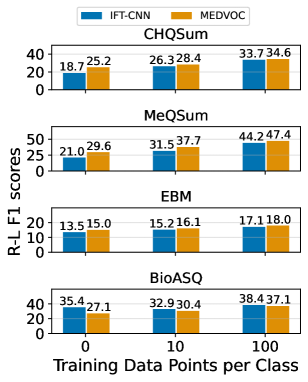 IFT-CNN MEDVOC
CHQSum
18.7 25.2 26.3 28.4 33.7 34.6
40
20
0
MeQSum
21.0 29.6 31.5 37.7 44.2 47.4
50
25
0
EBM
13.5 15.0 15.2 16.1 17.1 18.0
20
10
0
BioASQ
35.4 27.1 32.9 30.4 38.4 37.1
40
20
0
0 10 100
Training Data Points per Class
R-L F1 scores